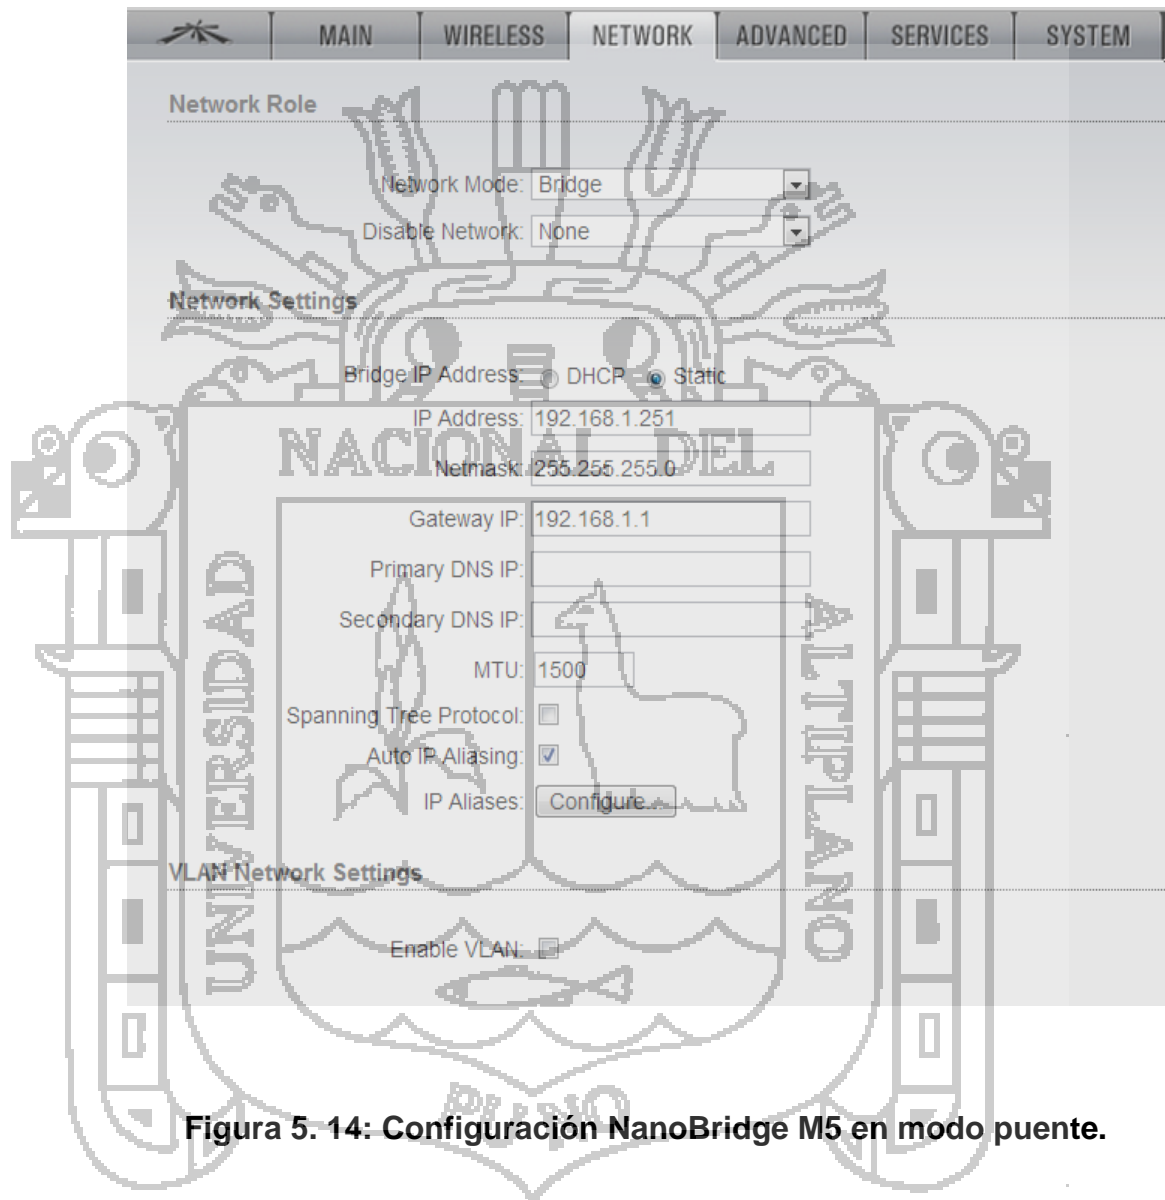 MAIN WIRELESS NETWORK ADVANCED SERVICES SYSTEM
Network Role
Network Mode: Bridge
Disable Network: None
Network Settings
Bridge IP Address: DHCP Static
IP Address: 192.168.1.251
Netmask: 255.255.255.0
Gateway IP: 192.168.1.1
Primary DNS IP:
Secondary DNS IP:
MTU: 1500
Spanning Tree Protocol:
Auto IP Aliasing:
IP Aliases: Configure...
VLAN Network Settings
Enable VLAN:
UNIVERSIDAD
NACIONAL DEL
ALTIPLANO
PUNO
Figura 5. 14: Configuración NanoBridge M5 en modo puente.